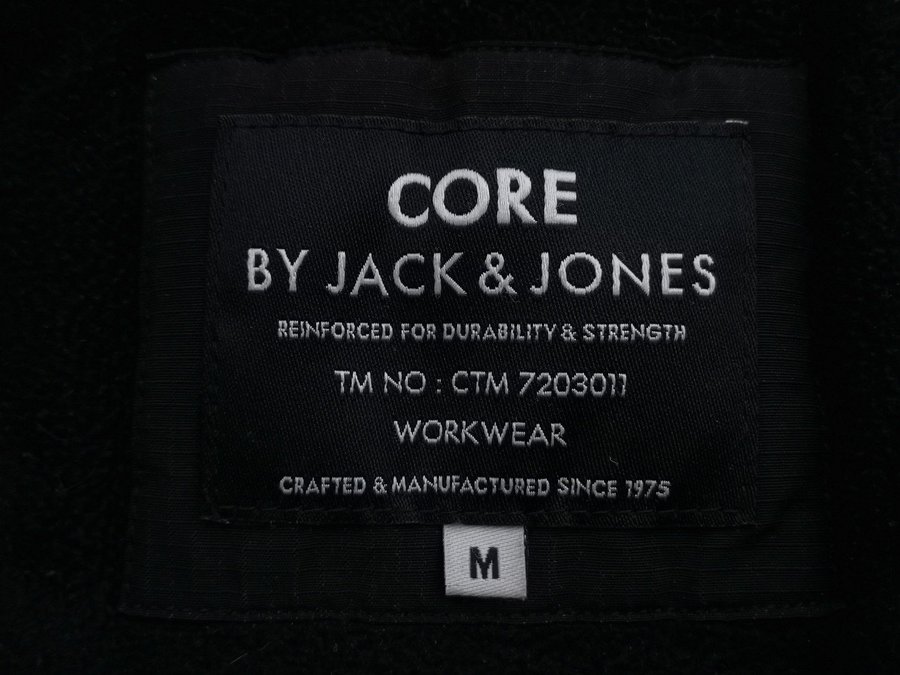 CORE
BY JACK & JONES
REINFORCED FOR DURABILITY & STRENGTH
TM NO : CTM 7203011
WORKWEAR
CRAFTED & MANUFACTURED SINCE 1975
M